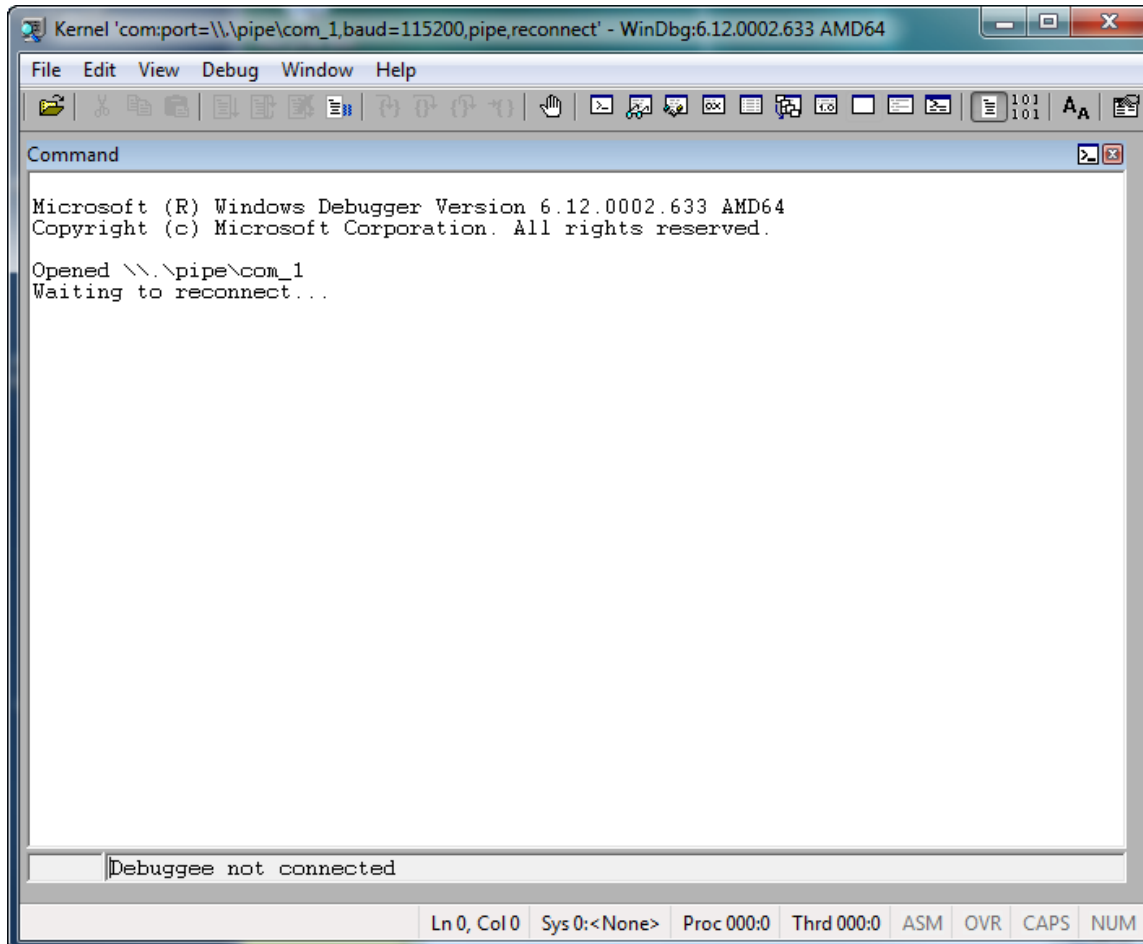 Kernel 'com:port=\\.\pipe\com_1,baud=115200,pipe,reconnect' - WinDbg:6.12.0002.633 AMD64
File Edit View Debug Window Help
101
101
AA
Command
Microsoft (R) Windows Debugger Version 6.12.0002.633 AMD64
Copyright (c) Microsoft Corporation. All rights reserved.
Opened \\.\pipe\com_1
Waiting to reconnect...
Debuggee not connected
Ln 0, Col 0 Sys 0:<None> Proc 000:0 Thrd 000:0 ASM OVR CAPS NUM